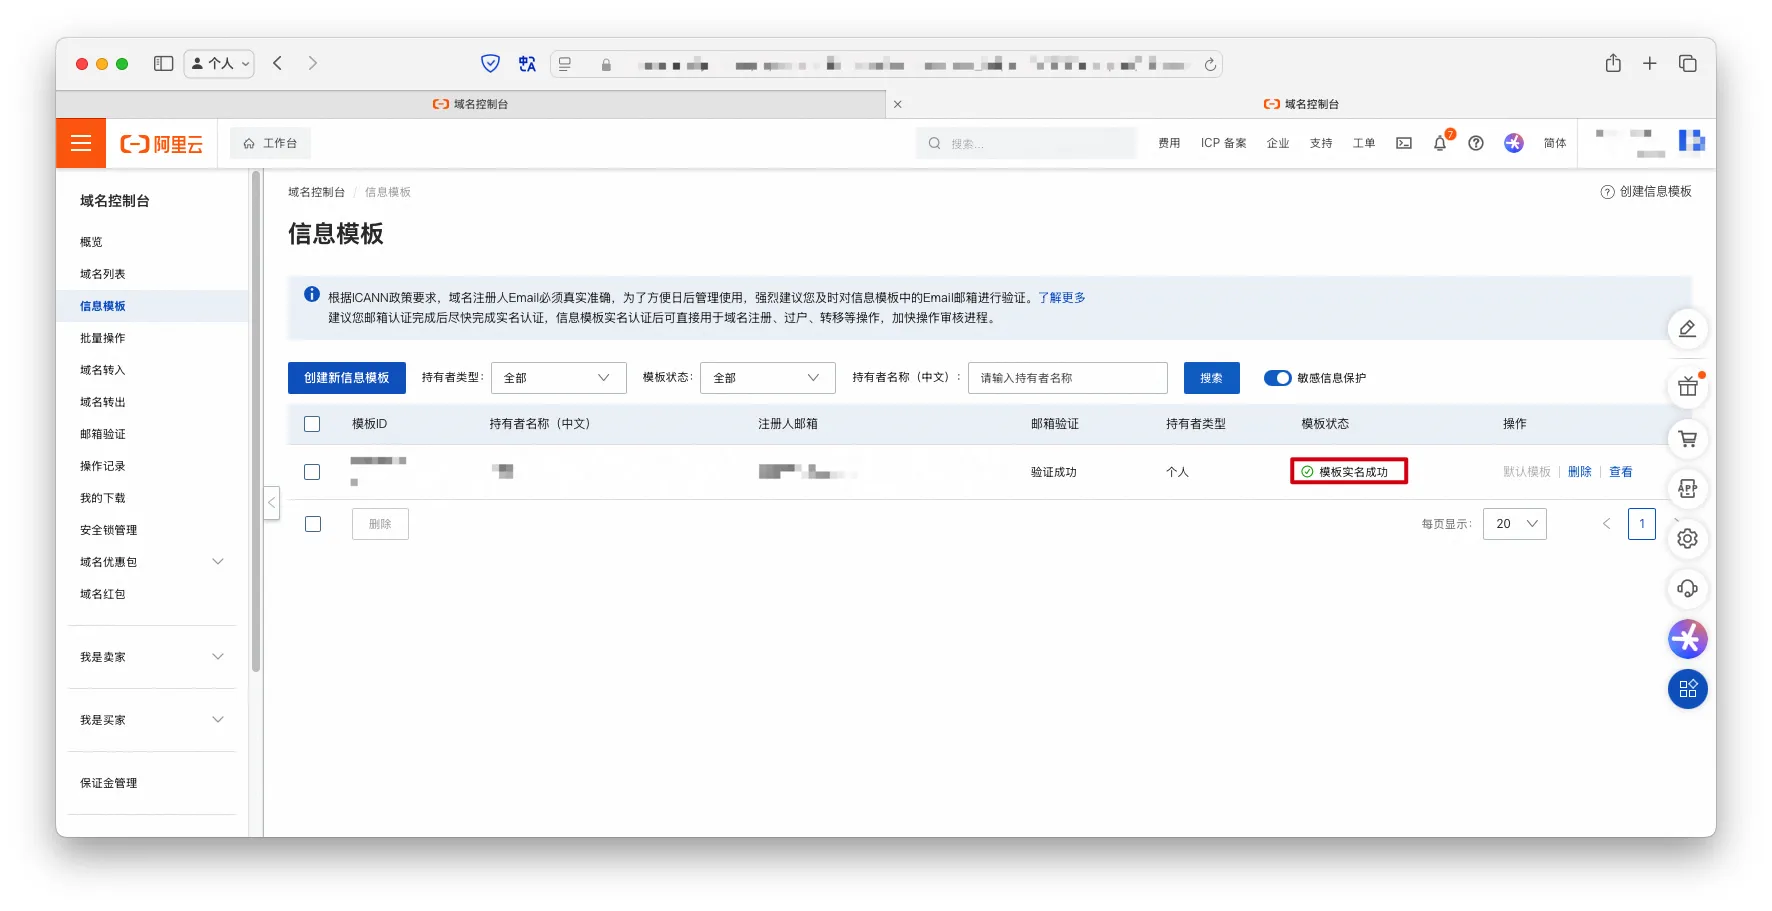 个人
域名控制台
域名控制台
阿里云
工作台
搜索...
费用
ICP 备案
企业
支持
工单
7
简体
域名控制台
概览
域名列表
信息模板
批量操作
域名转入
域名转出
邮箱验证
操作记录
我的下载
安全锁管理
域名优惠包
域名红包
我是卖家
我是买家
保证金管理
域名控制台 / 信息模板
创建信息模板
信息模板
根据ICANN政策要求，域名注册人Email必须真实准确，为了方便日后管理使用，强烈建议您及时对信息模板中的Email邮箱进行验证。了解更多
建议您邮箱认证完成后尽快完成实名认证，信息模板实名认证后可直接用于域名注册、过户、转移等操作，加快操作审核进程。
创建新信息模板 持有者类型: 全部 模板状态: 全部 持有者名称（中文）: 请输入持有者名称 搜索 敏感信息保护
模板ID 持有者名称（中文） 注册人邮箱 邮箱验证 持有者类型 模板状态 操作
验证成功 个人 模板实名成功 默认模板 删除 查看
删除 每页显示: 20 1
APP